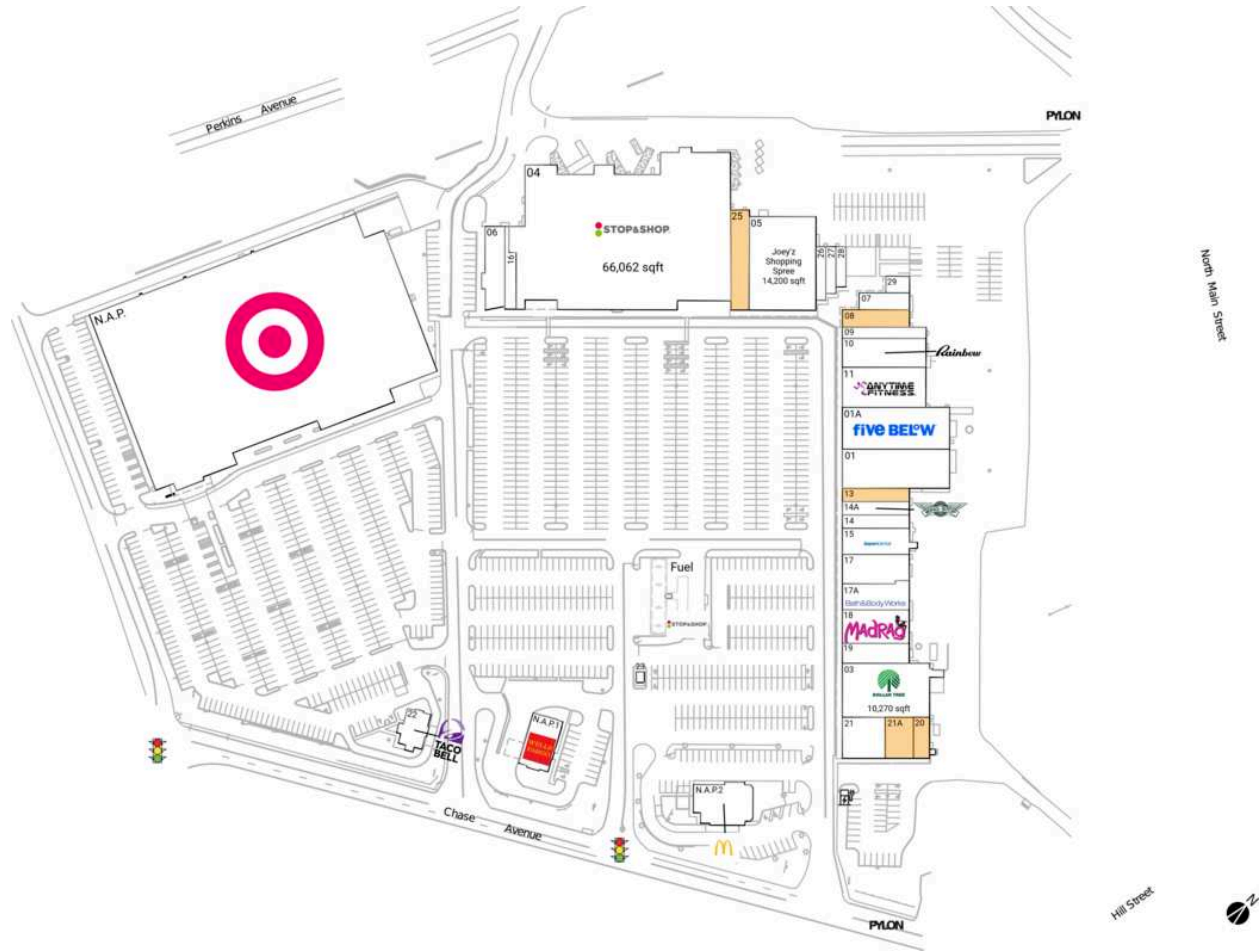 Perkins Avenue
PYLON
04
STOP&SHOP
66,062 sqft
06
16
25
05
Joey'z
Shopping
Spree
14,200 sqft
26
27
28
29
07
08
09
10
Rainbow
11
ANYTIME
FITNESS
01A
five BELOW
01
13
14A
14
15
17
17A
Bath&BodyWorks
18
MADRAG
19
03
DOLLAR TREE
10,270 sqft
21
21A
20
North Main Street
N.A.P.
Fuel
STOP&SHOP
23
22
TACO
BELL
N.A.P.1
WELLS
FARGO
N.A.P.2
Chase Avenue
PYLON
Hill Street
N